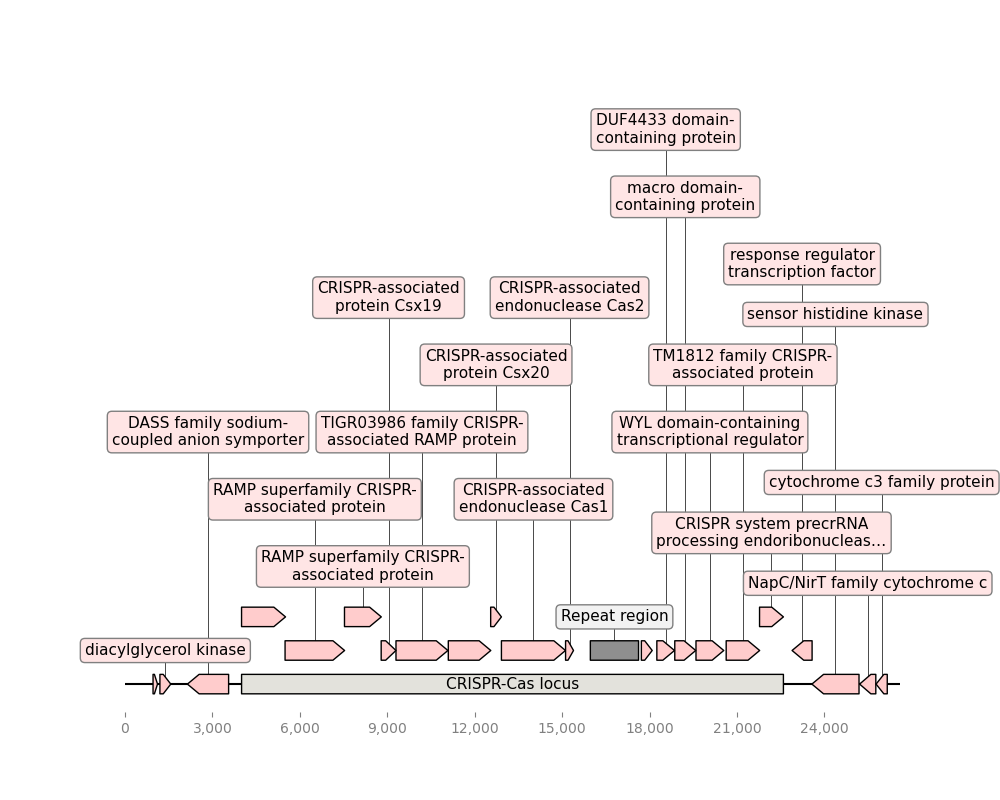 DUF4433 domain-
containing protein
macro domain-
containing protein
response regulator
transcription factor
CRISPR-associated
protein Csx19
CRISPR-associated
endonuclease Cas2
sensor histidine kinase
CRISPR-associated
protein Csx20
TM1812 family CRISPR-
associated protein
DASS family sodium-
coupled anion symporter
TIGR03986 family CRISPR-
associated RAMP protein
WYL domain-containing
transcriptional regulator
cytochrome c3 family protein
RAMP superfamily CRISPR-
associated protein
CRISPR-associated
endonuclease Cas1
CRISPR system precrRNA
processing endoribonucleas...
RAMP superfamily CRISPR-
associated protein
NapC/NirT family cytochrome c
Repeat region
diacylglycerol kinase
CRISPR-Cas locus
0 3,000 6,000 9,000 12,000 15,000 18,000 21,000 24,000